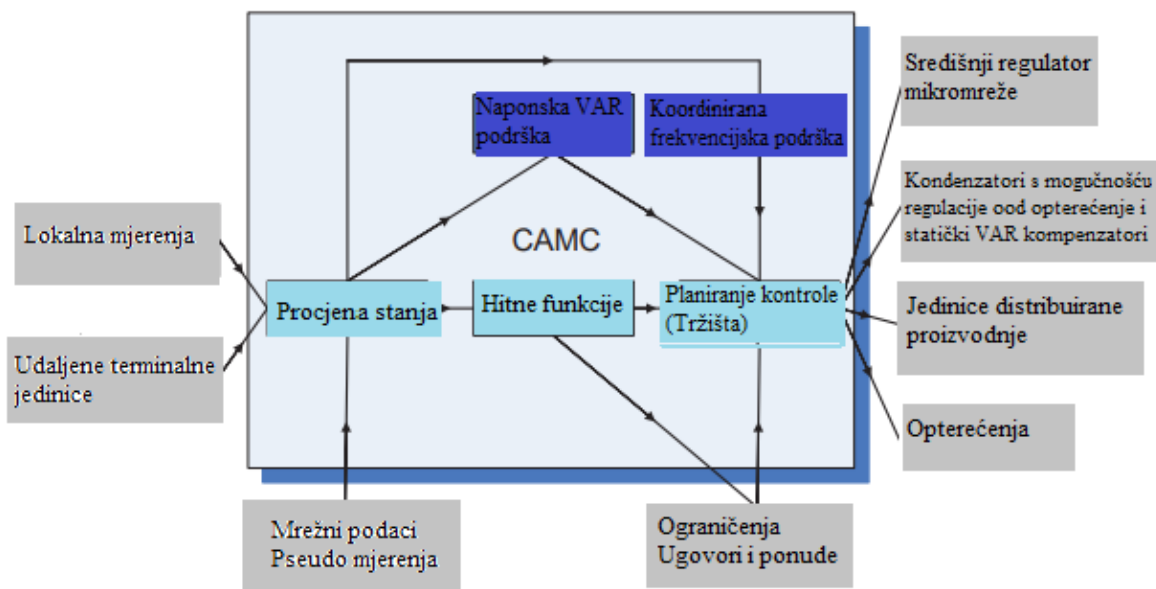 Središnji regulator
mikromreže
Naponska VAR
podrška
Koordinirana
frekvencijska podrška
Kondenzatori s mogučnošću
regulacije ood opterećenje i
statički VAR kompenzatori
Lokalna mjerenja
CAMC
Procjena stanja
Hitne funkcije
Planiranje kontrole
(Tržišta)
Jedinice distribuirane
proizvodnje
Udaljene terminalne
jedinice
Opterećenja
Mrežni podaci
Pseudo mjerenja
Ograničenja
Ugovori i ponude